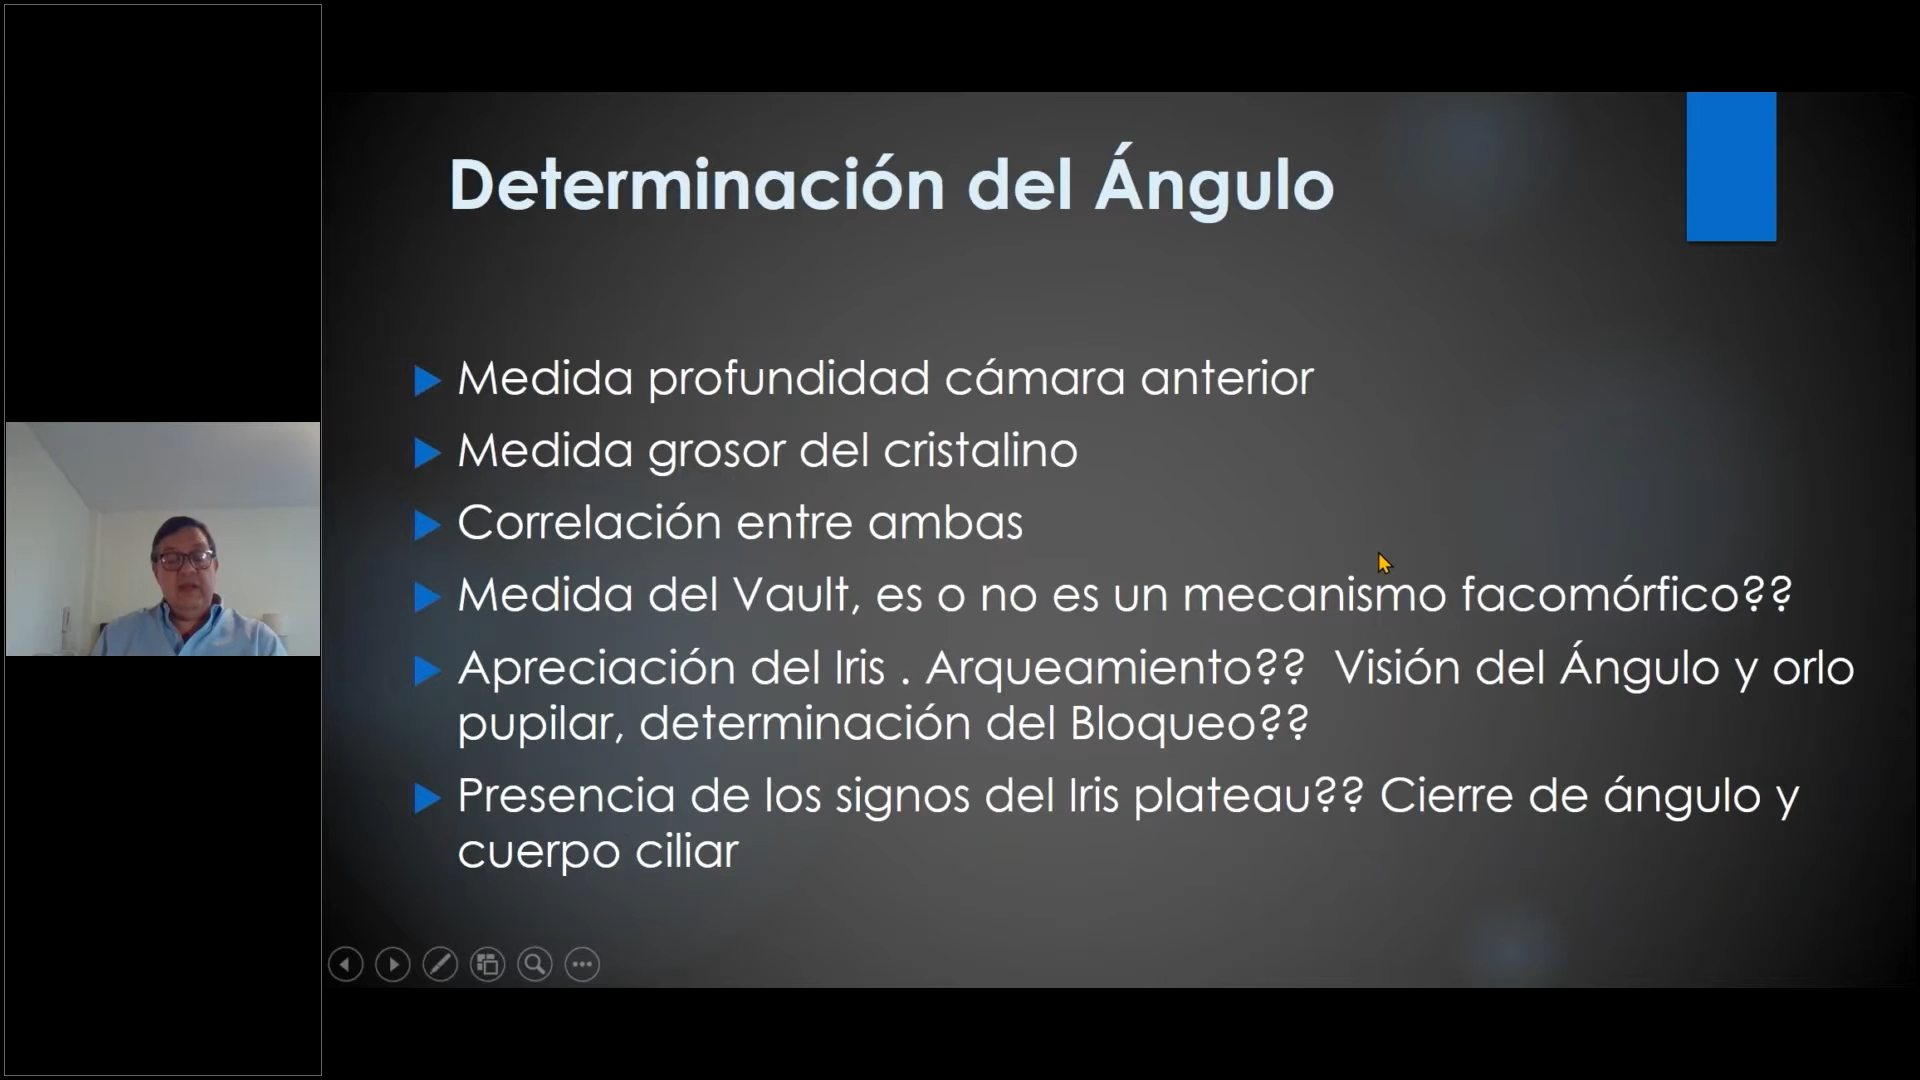 Determinación del Ángulo
Medida profundidad cámara anterior
Medida grosor del cristalino
Correlación entre ambas
Medida del Vault, es o no es un mecanismo facomórfico??
Apreciación del Iris . Arqueamiento??  Visión del Ángulo y orlo
pupilar, determinación del Bloqueo??
Presencia de los signos del Iris plateau?? Cierre de ángulo y
cuerpo ciliar